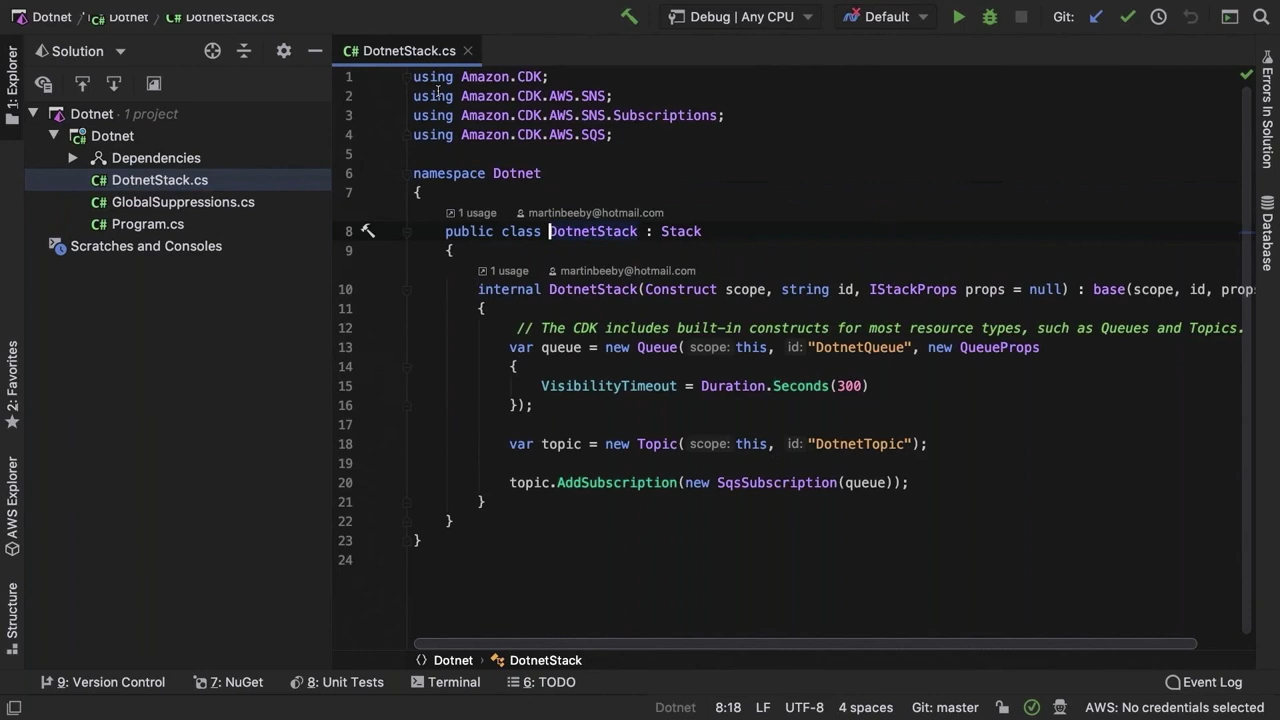 Dotnet › Dotnet › DotnetStack.cs
Debug | Any CPU
Default
Git:
Solution
DotnetStack.cs
1: Explorer
2: Favorites
AWS Explorer
Structure
Dotnet · 1 project
Dotnet
Dependencies
DotnetStack.cs
GlobalSuppressions.cs
Program.cs
Scratches and Consoles
1 using Amazon.CDK;
2 using Amazon.CDK.AWS.SNS;
3 using Amazon.CDK.AWS.SNS.Subscriptions;
4 using Amazon.CDK.AWS.SQS;
5
6 namespace Dotnet
7 {
1 usage martinbeeby@hotmail.com
8 public class DotnetStack : Stack
9 {
1 usage martinbeeby@hotmail.com
10 internal DotnetStack(Construct scope, string id, IStackProps props = null) : base(scope, id, prop
11 {
12 // The CDK includes built-in constructs for most resource types, such as Queues and Topics.
13 var queue = new Queue( scope: this, id: "DotnetQueue", new QueueProps
14 {
15 VisibilityTimeout = Duration.Seconds(300)
16 });
17
18 var topic = new Topic( scope: this, id: "DotnetTopic");
19
20 topic.AddSubscription(new SqsSubscription(queue));
21 }
22 }
23 }
24
Errors In Solution
Database
Dotnet › DotnetStack
9: Version Control
7: NuGet
8: Unit Tests
Terminal
6: TODO
Event Log
Dotnet
8:18
LF
UTF-8
4 spaces
Git: master
AWS: No credentials selected